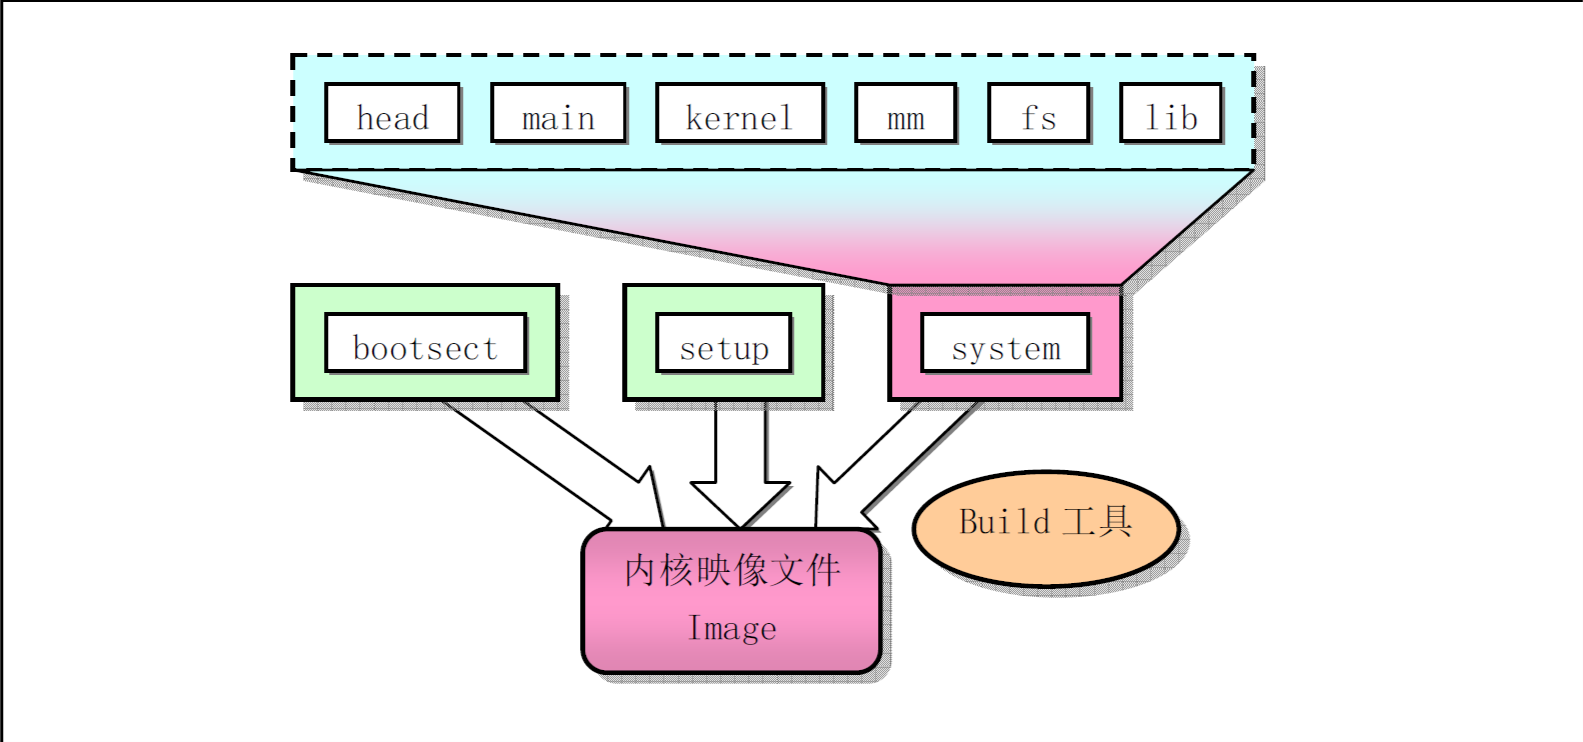 head
main
kernel
mm
fs
lib
bootsect
setup
system
Build 工具
内核映像文件
Image